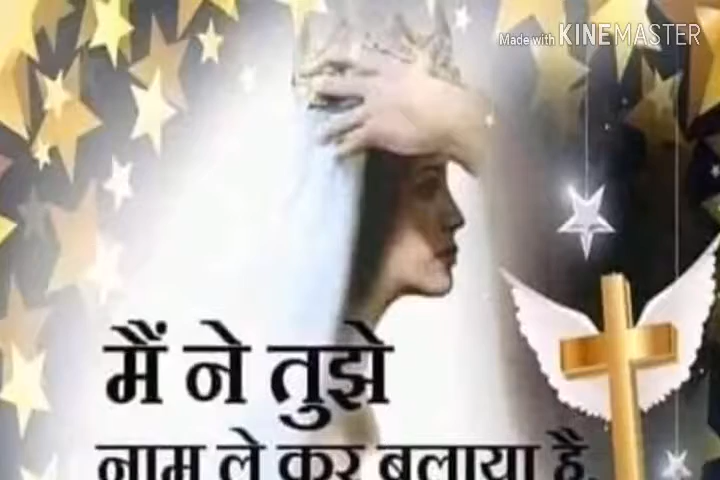 Made with KINEMASTER
मैं ने तुझे
नाम ले कर बुलाया है,